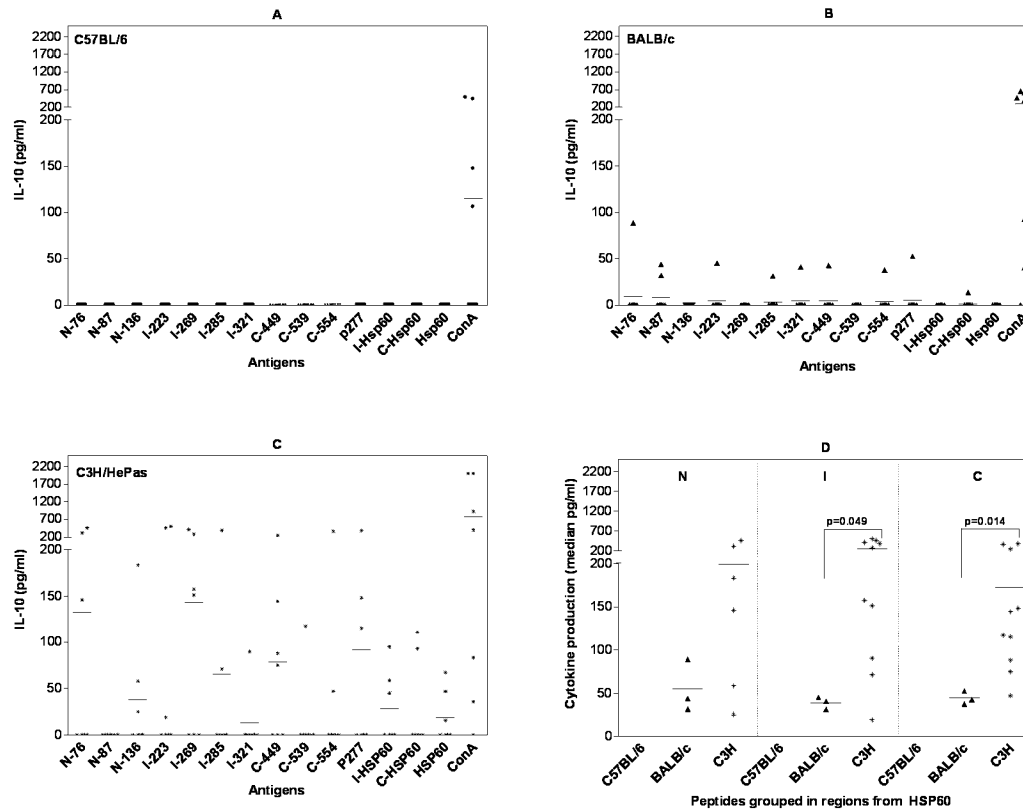 A
C57BL/6
IL-10 (pg/ml)
2200
1700
1200
700
200
200
150
100
50
0
N-76 N-87 N-136 I-223 I-269 I-285 I-321 C-449 C-539 C-554 p277 I-Hsp60 C-Hsp60 Hsp60 ConA
Antigens
B
BALB/c
IL-10 (pg/ml)
2200
1700
1200
700
200
200
150
100
50
0
N-76 N-87 N-136 I-223 I-269 I-285 I-321 C-449 C-539 C-554 p277 I-Hsp60 C-Hsp60 Hsp60 ConA
Antigens
C
C3H/HePas
IL-10 (pg/ml)
2200
1700
1200
700
200
200
150
100
50
0
N-76 N-87 N-136 I-223 I-269 I-285 I-321 C-449 C-539 C-554 P277 I-HSP60 C-HSP60 HSP60 ConA
Antigens
D
N I C
p=0.049 p=0.014
Cytokine production (median pg/ml)
2200
1700
1200
700
200
200
150
100
50
0
C57BL/6 BALB/c C3H C57BL/6 BALB/c C3H C57BL/6 BALB/c C3H
Peptides grouped in regions from HSP60